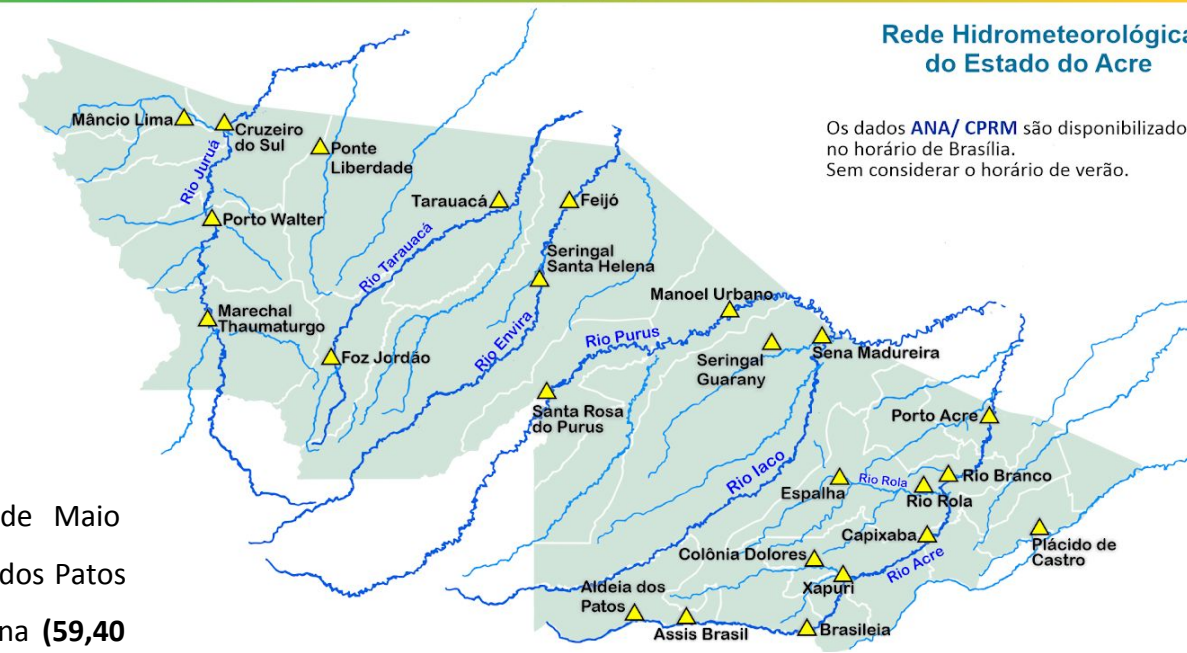 Rede Hidrometeorológica
do Estado do Acre
Os dados ANA/ CPRM são disponibilizado
no horário de Brasília.
Sem considerar o horário de verão.
Mâncio Lima
Cruzeiro
do Sul
Ponte
Liberdade
Rio Juruá
Porto Walter
Tarauacá
Feijó
Rio Tarauacá
Seringal
Santa Helena
Marechal
Thaumaturgo
Foz Jordão
Rio Envira
Manoel Urbano
Rio Purus
Seringal
Guarany
Sena Madureira
Santa Rosa
do Purus
Porto Acre
Rio Iaco
Espalha
Rio Rola
Rio Rola
Rio Branco
Capixaba
Plácido de
Castro
Colônia Dolores
Rio Acre
Xapuri
Aldeia dos
Patos
Assis Brasil
Brasileia
de Maio
dos Patos
na (59,40